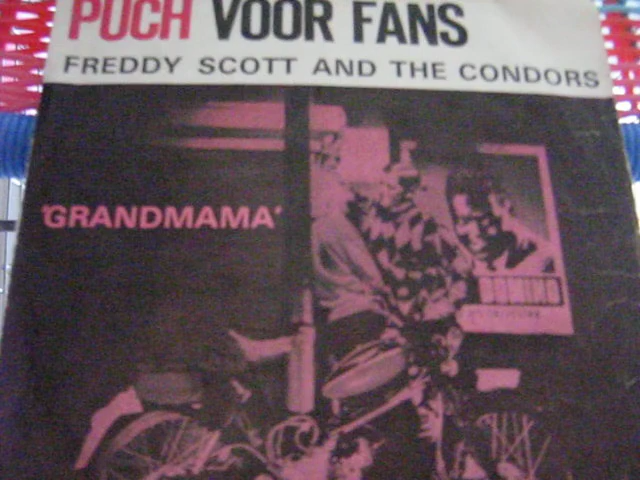 PUCH VOOR FANS
FREDDY SCOTT AND THE CONDORS
'GRANDMAMA'
DOMINO